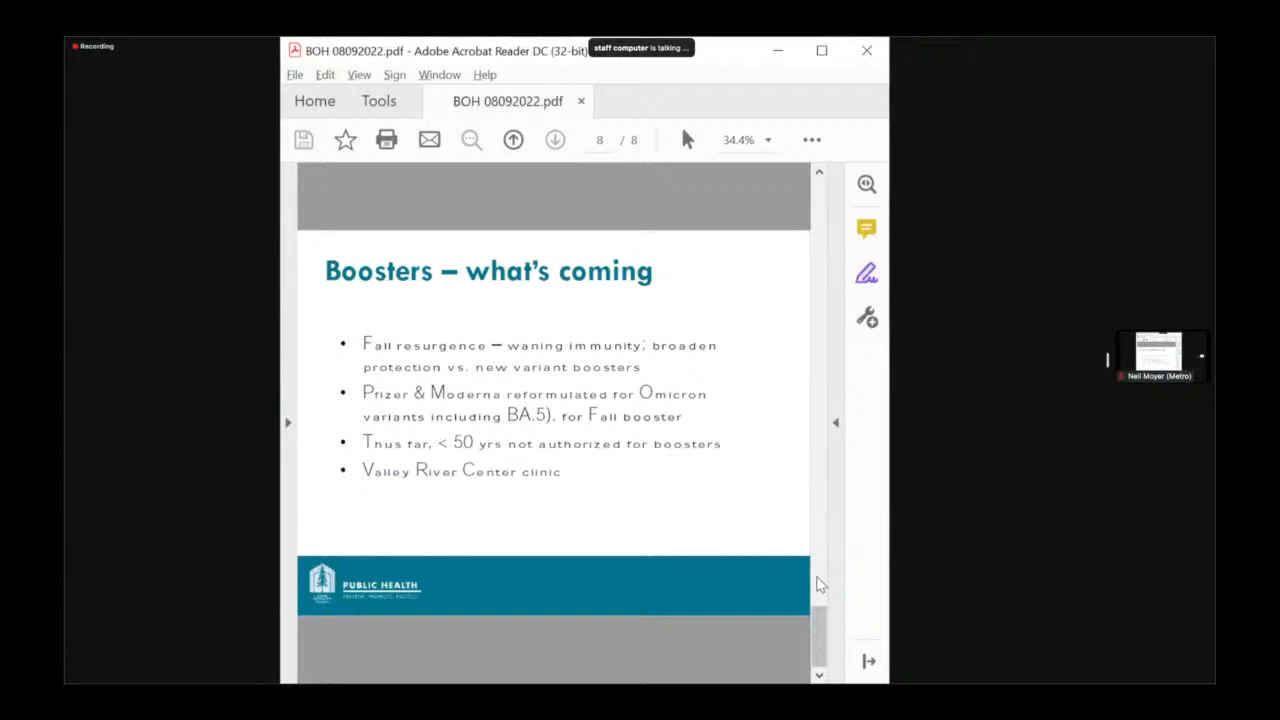 Recording
BOH 08092022.pdf - Adobe Acrobat Reader DC (32-bit)
staff computer is talking ...
File Edit View Sign Window Help
Home Tools BOH 08092022.pdf ×
8 / 8 34.4%
Boosters – what's coming
• Fall resurgence – waning immunity; broaden
protection vs. new variant boosters
• Prizer & Moderna reformulated for Omicron
variants including BA.5), for Fall booster
• Thus far, < 50 yrs not authorized for boosters
• Valley River Center clinic
PUBLIC HEALTH
Neil Moyer (Metro)